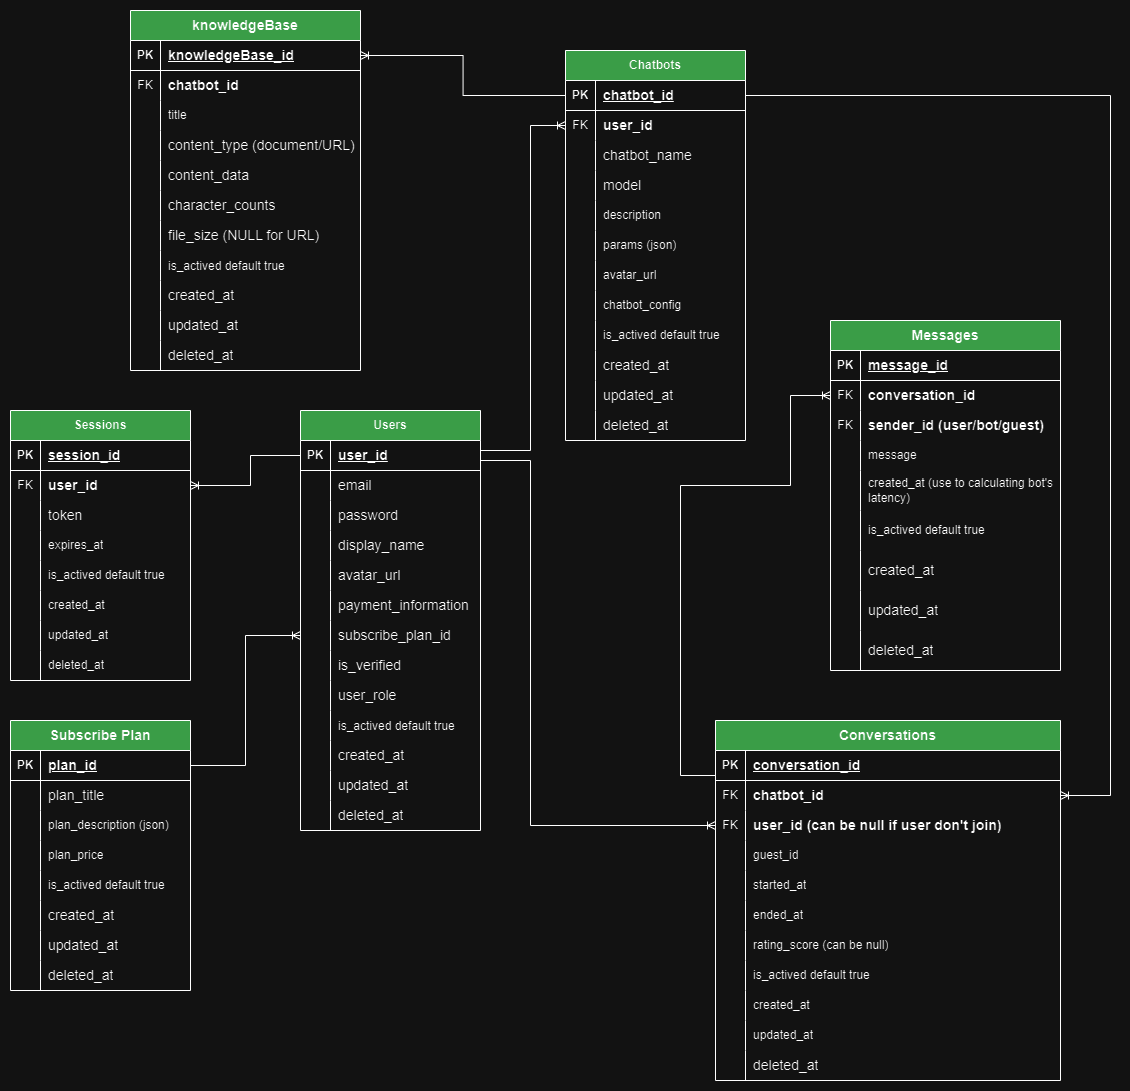 knowledgeBase
PK knowledgeBase_id
FK chatbot_id
title
content_type (document/URL)
content_data
character_counts
file_size (NULL for URL)
is_actived default true
created_at
updated_at
deleted_at
Chatbots
PK chatbot_id
FK user_id
chatbot_name
model
description
params (json)
avatar_url
chatbot_config
is_actived default true
created_at
updated_at
deleted_at
Messages
PK message_id
FK conversation_id
FK sender_id (user/bot/guest)
message
created_at (use to calculating bot's
latency)
is_actived default true
created_at
updated_at
deleted_at
Sessions
PK session_id
FK user_id
token
expires_at
is_actived default true
created_at
updated_at
deleted_at
Users
PK user_id
email
password
display_name
avatar_url
payment_information
subscribe_plan_id
is_verified
user_role
is_actived default true
created_at
updated_at
deleted_at
Subscribe Plan
PK plan_id
plan_title
plan_description (json)
plan_price
is_actived default true
created_at
updated_at
deleted_at
Conversations
PK conversation_id
FK chatbot_id
FK user_id (can be null if user don't join)
guest_id
started_at
ended_at
rating_score (can be null)
is_actived default true
created_at
updated_at
deleted_at